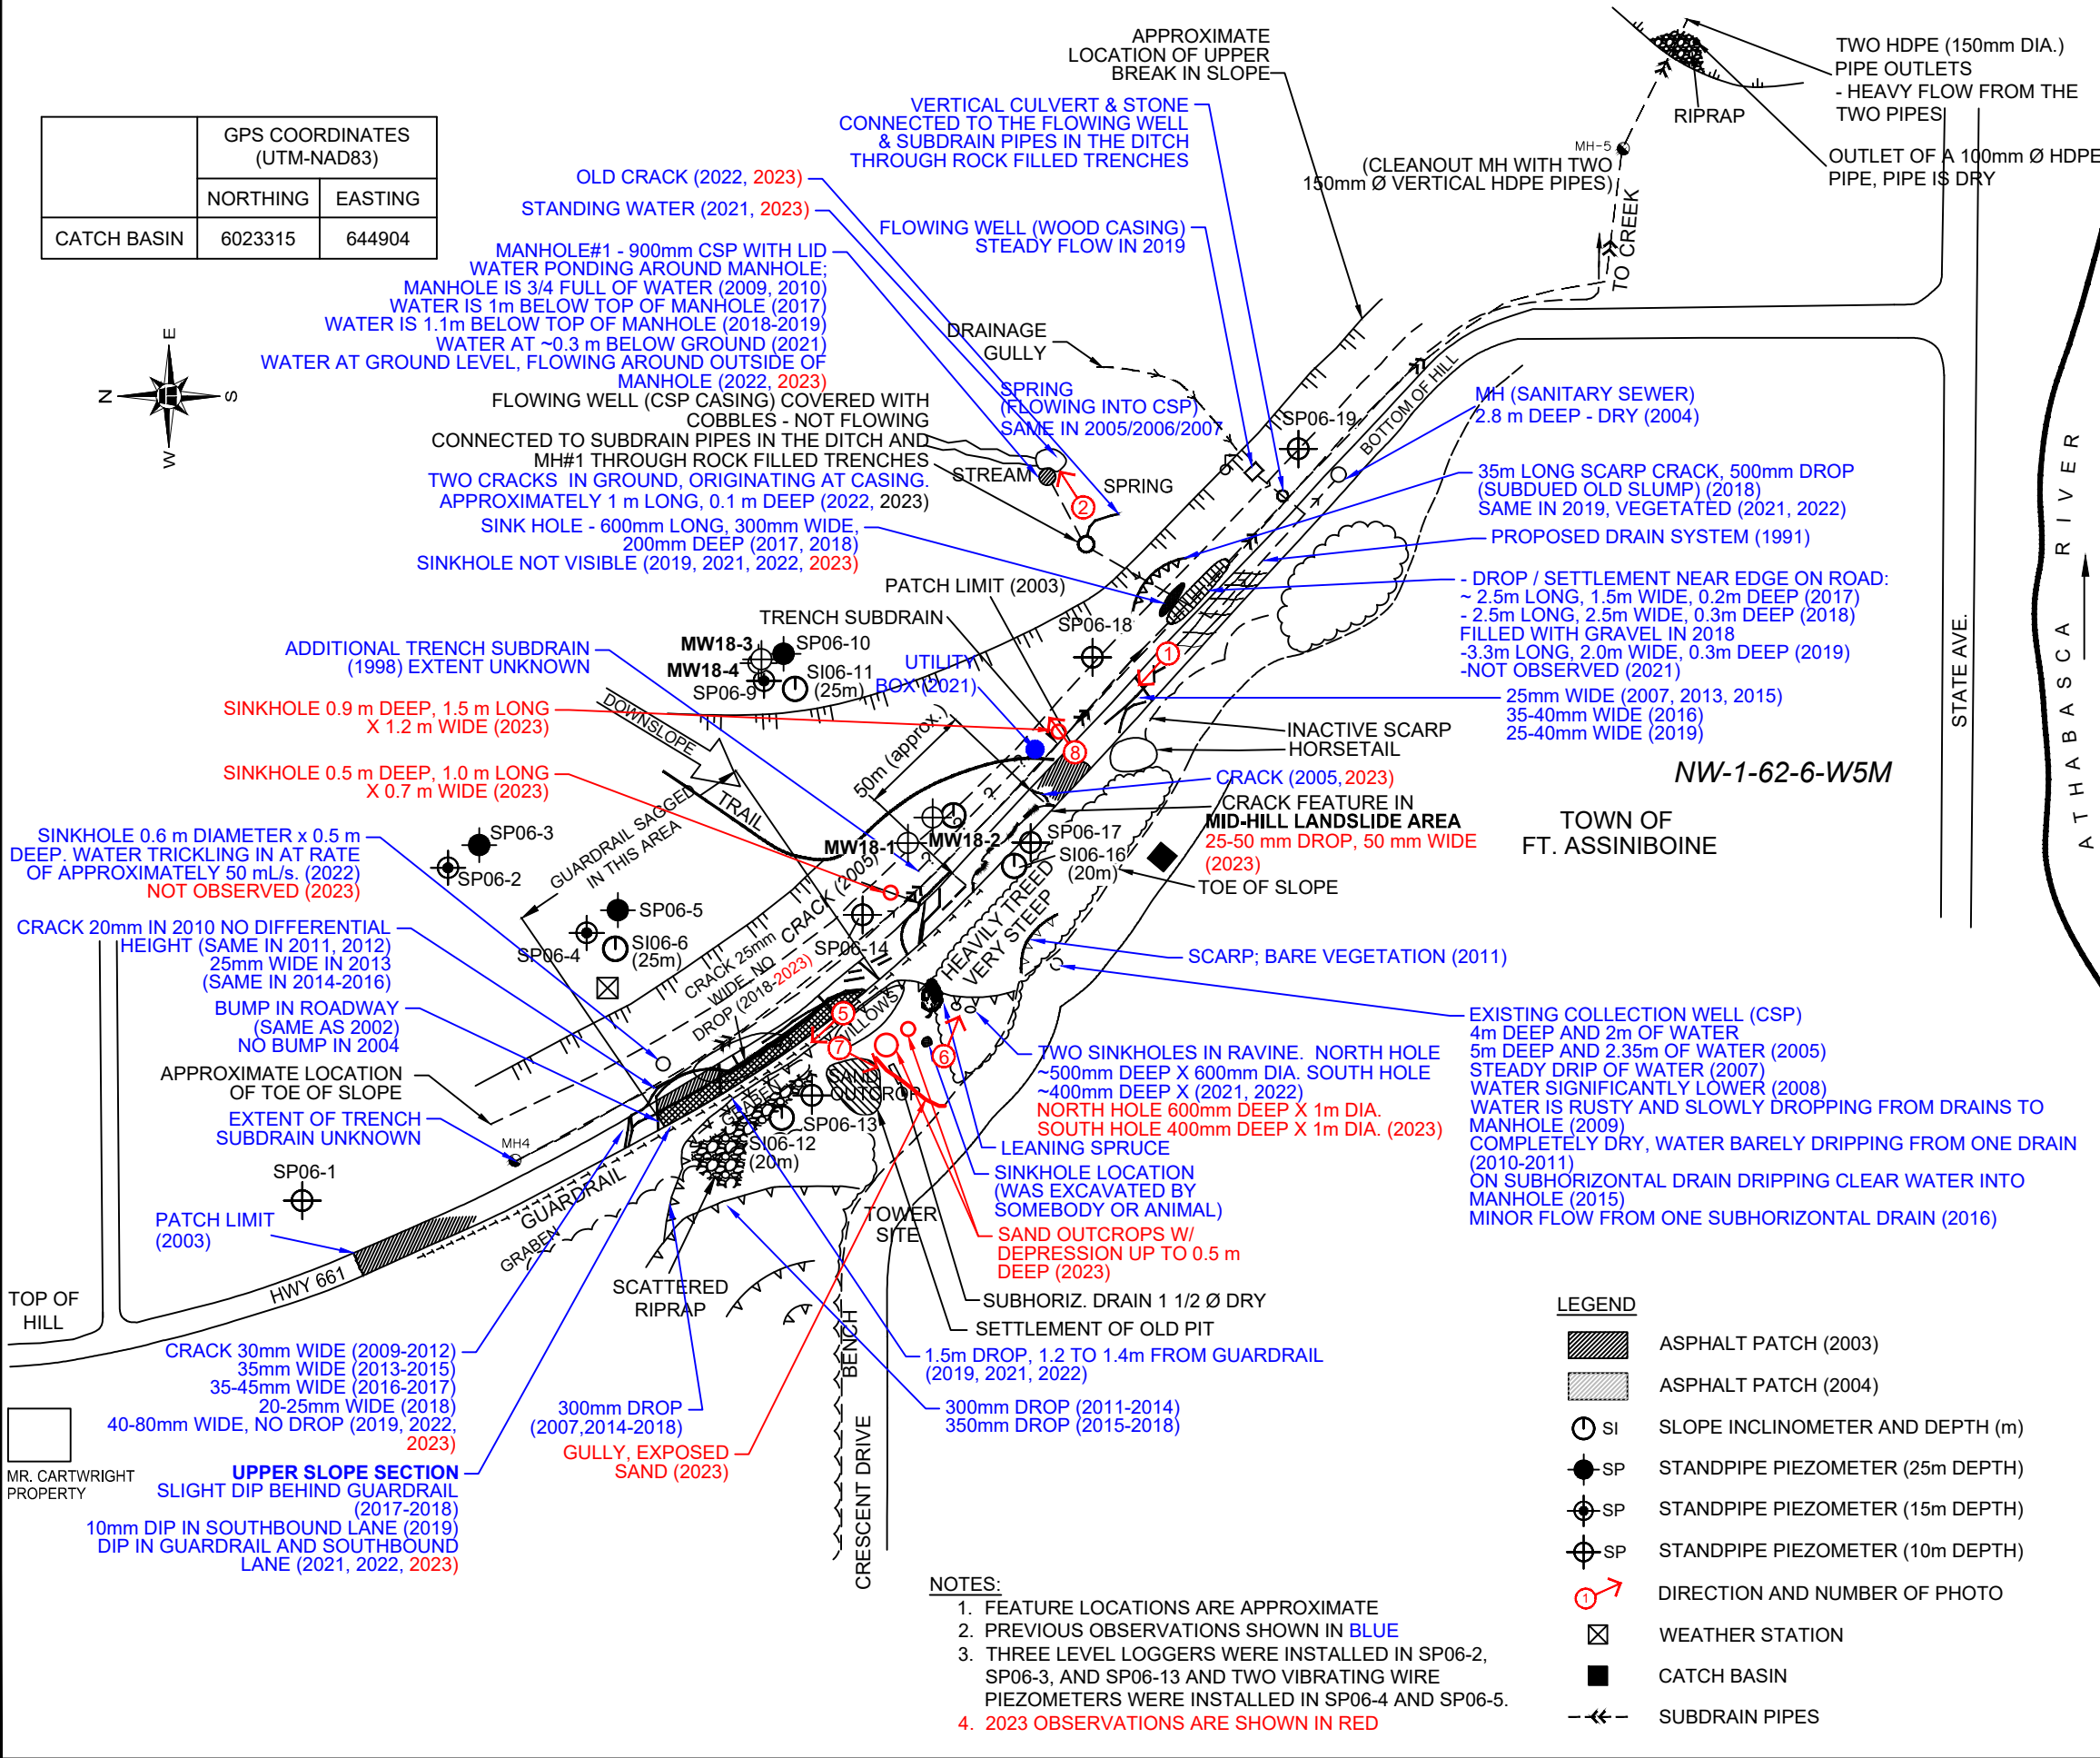 APPROXIMATE
LOCATION OF UPPER
BREAK IN SLOPE
TWO HDPE (150mm DIA.)
PIPE OUTLETS
- HEAVY FLOW FROM THE
TWO PIPES
RIPRAP
OUTLET OF A 100mm Ø HDPE
PIPE, PIPE IS DRY
MH-5
(CLEANOUT MH WITH TWO
150mm Ø VERTICAL HDPE PIPES)
TO CREEK
GPS COORDINATES
(UTM-NAD83)
NORTHING EASTING
CATCH BASIN 6023315 644904
N
E
S
W
VERTICAL CULVERT & STONE
CONNECTED TO THE FLOWING WELL
& SUBDRAIN PIPES IN THE DITCH
THROUGH ROCK FILLED TRENCHES
OLD CRACK (2022, 2023)
STANDING WATER (2021, 2023)
FLOWING WELL (WOOD CASING)
STEADY FLOW IN 2019
MANHOLE#1 - 900mm CSP WITH LID
WATER PONDING AROUND MANHOLE;
MANHOLE IS 3/4 FULL OF WATER (2009, 2010)
WATER IS 1m BELOW TOP OF MANHOLE (2017)
WATER IS 1.1m BELOW TOP OF MANHOLE (2018-2019)
WATER AT ~0.3 m BELOW GROUND (2021)
WATER AT GROUND LEVEL, FLOWING AROUND OUTSIDE OF
MANHOLE (2022, 2023)
DRAINAGE
GULLY
SPRING
(FLOWING INTO CSP)
SAME IN 2005/2006/2007
FLOWING WELL (CSP CASING) COVERED WITH
COBBLES - NOT FLOWING
CONNECTED TO SUBDRAIN PIPES IN THE DITCH AND
MH#1 THROUGH ROCK FILLED TRENCHES
TWO CRACKS IN GROUND, ORIGINATING AT CASING.
APPROXIMATELY 1 m LONG, 0.1 m DEEP (2022, 2023)
STREAM
SPRING
2
SP06-19
BOTTOM OF HILL
MH (SANITARY SEWER)
2.8 m DEEP - DRY (2004)
35m LONG SCARP CRACK, 500mm DROP
(SUBDUED OLD SLUMP) (2018)
SAME IN 2019, VEGETATED (2021, 2022)
PROPOSED DRAIN SYSTEM (1991)
- DROP / SETTLEMENT NEAR EDGE ON ROAD:
~ 2.5m LONG, 1.5m WIDE, 0.2m DEEP (2017)
- 2.5m LONG, 2.5m WIDE, 0.3m DEEP (2018)
FILLED WITH GRAVEL IN 2018
-3.3m LONG, 2.0m WIDE, 0.3m DEEP (2019)
-NOT OBSERVED (2021)
SINK HOLE - 600mm LONG, 300mm WIDE,
200mm DEEP (2017, 2018)
SINKHOLE NOT VISIBLE (2019, 2021, 2022, 2023)
PATCH LIMIT (2003)
TRENCH SUBDRAIN
SP06-18
1
25mm WIDE (2007, 2013, 2015)
35-40mm WIDE (2016)
25-40mm WIDE (2019)
ADDITIONAL TRENCH SUBDRAIN
(1998) EXTENT UNKNOWN
MW18-3
SP06-10
MW18-4
SP06-9
SI06-11
(25m)
UTILITY
BOX (2021)
INACTIVE SCARP
HORSETAIL
8
STATE AVE.
ATHABASCA RIVER
NW-1-62-6-W5M
TOWN OF
FT. ASSINIBOINE
SINKHOLE 0.9 m DEEP, 1.5 m LONG
X 1.2 m WIDE (2023)
DOWNSLOPE
50m (approx.)
SINKHOLE 0.5 m DEEP, 1.0 m LONG
X 0.7 m WIDE (2023)
TRAIL
CRACK (2005, 2023)
CRACK FEATURE IN
MID-HILL LANDSLIDE AREA
25-50 mm DROP, 50 mm WIDE
(2023)
?
?
?
SINKHOLE 0.6 m DIAMETER x 0.5 m
DEEP. WATER TRICKLING IN AT RATE
OF APPROXIMATELY 50 mL/s. (2022)
NOT OBSERVED (2023)
SP06-3
SP06-2
GUARDRAIL SAGGED
IN THIS AREA
MW18-1
MW18-2
SP06-17
SI06-16
(20m)
TOE OF SLOPE
CRACK (2005)
SP06-5
SP06-4
SI06-6
(25m)
SP06-14
HEAVILY TREED
VERY STEEP
SCARP; BARE VEGETATION (2011)
CRACK 20mm IN 2010 NO DIFFERENTIAL
HEIGHT (SAME IN 2011, 2012)
25mm WIDE IN 2013
(SAME IN 2014-2016)
CRACK 25mm
WIDE, NO
DROP (2018-2023)
BUMP IN ROADWAY
(SAME AS 2002)
NO BUMP IN 2004
APPROXIMATE LOCATION
OF TOE OF SLOPE
EXTENT OF TRENCH
SUBDRAIN UNKNOWN
MH4
5
WILLOWS
7
6
GRABEN
SAND
OUTCROP
SP06-13
SI06-12
(20m)
EXISTING COLLECTION WELL (CSP)
4m DEEP AND 2m OF WATER
5m DEEP AND 2.35m OF WATER (2005)
STEADY DRIP OF WATER (2007)
WATER SIGNIFICANTLY LOWER (2008)
WATER IS RUSTY AND SLOWLY DROPPING FROM DRAINS TO
MANHOLE (2009)
COMPLETELY DRY, WATER BARELY DRIPPING FROM ONE DRAIN
(2010-2011)
ON SUBHORIZONTAL DRAIN DRIPPING CLEAR WATER INTO
MANHOLE (2015)
MINOR FLOW FROM ONE SUBHORIZONTAL DRAIN (2016)
TWO SINKHOLES IN RAVINE. NORTH HOLE
~500mm DEEP X 600mm DIA. SOUTH HOLE
~400mm DEEP X (2021, 2022)
NORTH HOLE 600mm DEEP X 1m DIA.
SOUTH HOLE 400mm DEEP X 1m DIA. (2023)
LEANING SPRUCE
SINKHOLE LOCATION
(WAS EXCAVATED BY
SOMEBODY OR ANIMAL)
SAND OUTCROPS W/
DEPRESSION UP TO 0.5 m
DEEP (2023)
SUBHORIZ. DRAIN 1 1/2 Ø DRY
SETTLEMENT OF OLD PIT
1.5m DROP, 1.2 TO 1.4m FROM GUARDRAIL
(2019, 2021, 2022)
300mm DROP (2011-2014)
350mm DROP (2015-2018)
SP06-1
PATCH LIMIT
(2003)
GUARDRAIL
GRABEN
HWY 661
TOWER
SITE
SCATTERED
RIPRAP
BENCH
CRESCENT DRIVE
TOP OF
HILL
CRACK 30mm WIDE (2009-2012)
35mm WIDE (2013-2015)
35-45mm WIDE (2016-2017)
20-25mm WIDE (2018)
40-80mm WIDE, NO DROP (2019, 2022,
2023)
300mm DROP
(2007,2014-2018)
GULLY, EXPOSED
SAND (2023)
MR. CARTWRIGHT
PROPERTY
UPPER SLOPE SECTION
SLIGHT DIP BEHIND GUARDRAIL
(2017-2018)
10mm DIP IN SOUTHBOUND LANE (2019)
DIP IN GUARDRAIL AND SOUTHBOUND
LANE (2021, 2022, 2023)
NOTES:
1. FEATURE LOCATIONS ARE APPROXIMATE
2. PREVIOUS OBSERVATIONS SHOWN IN BLUE
3. THREE LEVEL LOGGERS WERE INSTALLED IN SP06-2,
SP06-3, AND SP06-13 AND TWO VIBRATING WIRE
PIEZOMETERS WERE INSTALLED IN SP06-4 AND SP06-5.
4. 2023 OBSERVATIONS ARE SHOWN IN RED
LEGEND
ASPHALT PATCH (2003)
ASPHALT PATCH (2004)
SI SLOPE INCLINOMETER AND DEPTH (m)
SP STANDPIPE PIEZOMETER (25m DEPTH)
SP STANDPIPE PIEZOMETER (15m DEPTH)
SP STANDPIPE PIEZOMETER (10m DEPTH)
1 DIRECTION AND NUMBER OF PHOTO
WEATHER STATION
CATCH BASIN
SUBDRAIN PIPES